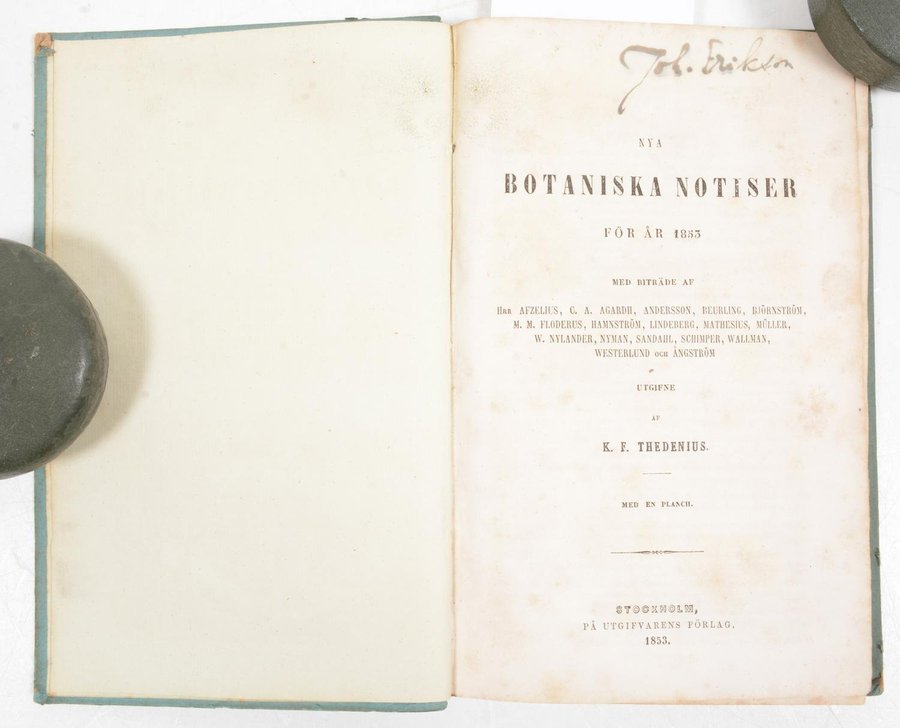 Joh. Erikson
NYA
BOTANISKA NOTISER
FÖR ÅR 1853
MED BITRÄDE AF
Hrr AFZELIUS, C. A. AGARDH, ANDERSSON, BEURLING, BJÖRNSTRÖM,
M. M. FLODERUS, HAMNSTRÖM, LINDEBERG, MATHESIUS, MÜLLER,
W. NYLANDER, NYMAN, SANDAHL, SCHIMPER, WALLMAN,
WESTERLUND OCH ÅNGSTRÖM
UTGIFNE
AF
K. F. THEDENIUS.
MED EN PLANCH.
STOCKHOLM,
PÅ UTGIFVARENS FÖRLAG,
1853.